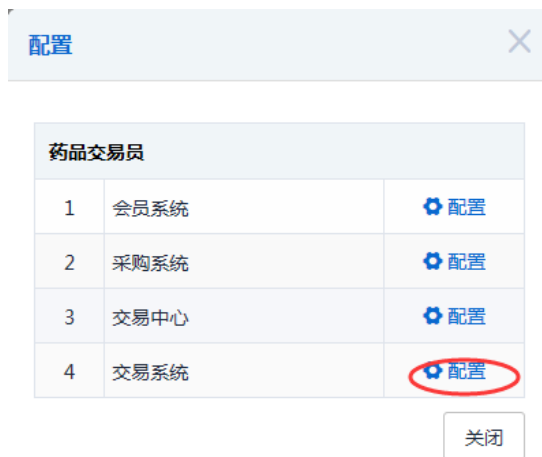 配置
药品交易员
1 会员系统 配置
2 采购系统 配置
3 交易中心 配置
4 交易系统 配置
关闭